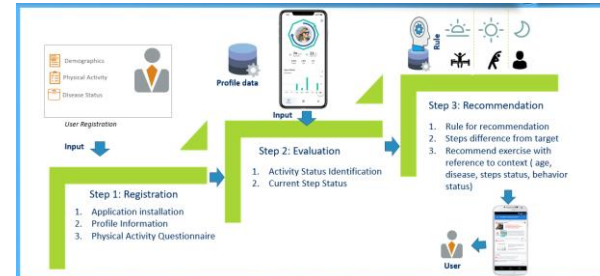 Demographics
Physical Activity
Disease Status
User Registration
Input
Step 1: Registration
1. Application installation
2. Profile Information
3. Physical Activity Questionnaire
Profile data
Input
Step 2: Evaluation
1. Activity Status Identification
2. Current Step Status
Rule
Step 3: Recommendation
1. Rule for recommendation
2. Steps difference from target
3. Recommend exercise with
reference to context ( age,
disease, steps status, behavior
status)
User